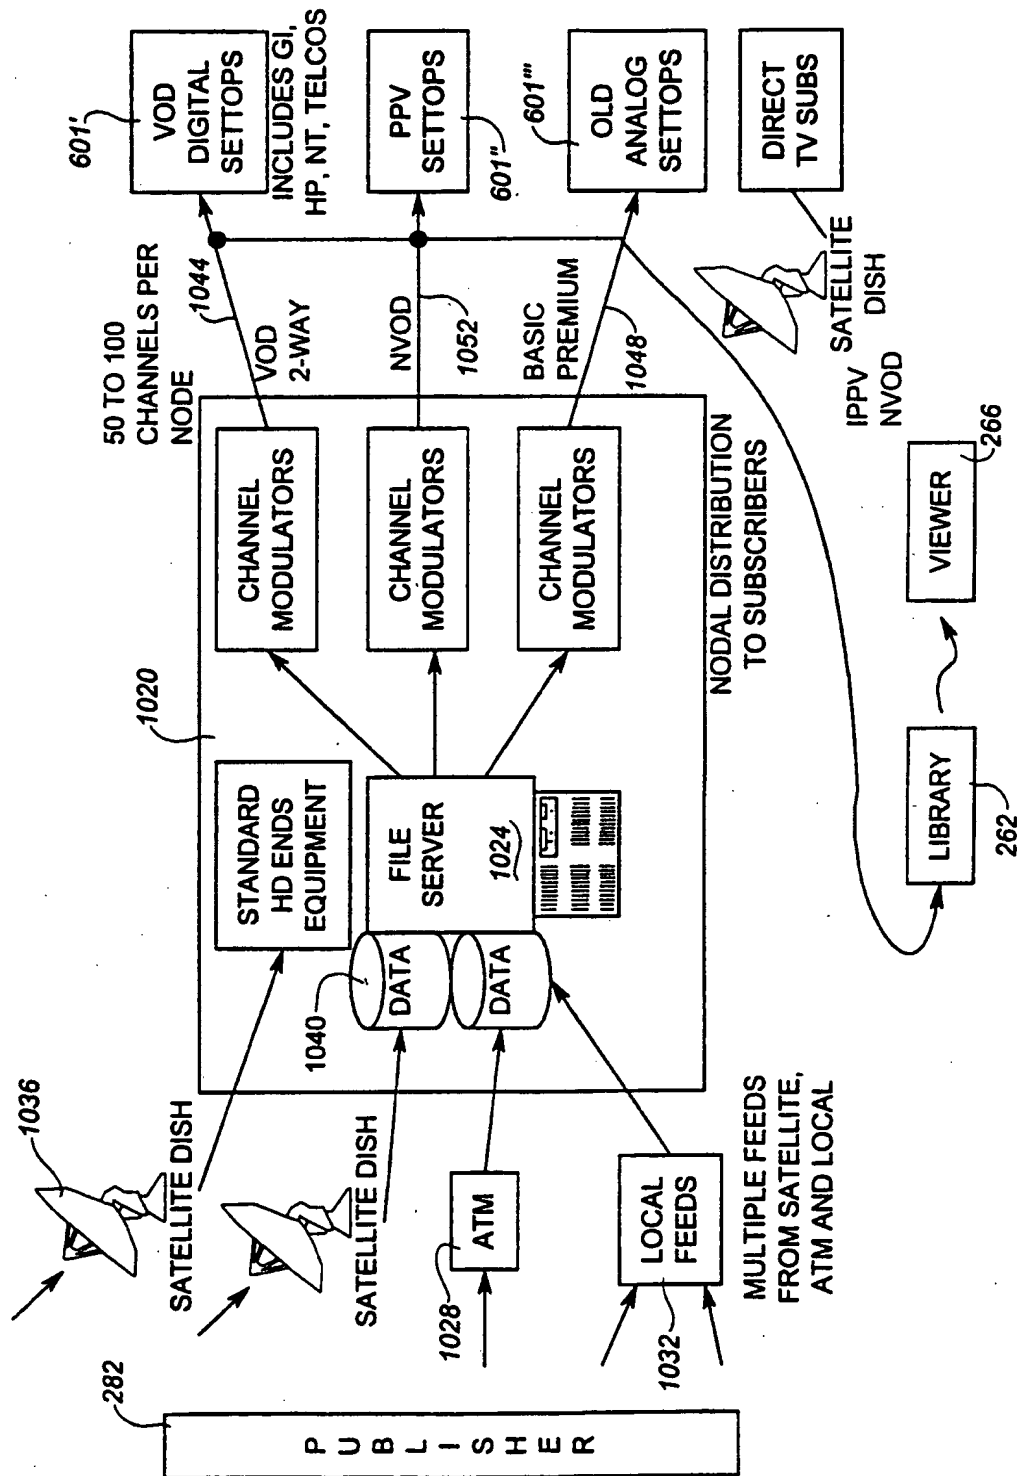 282
PUBLISHER
1036
SATELLITE DISH
SATELLITE DISH
1028
ATM
1032
LOCAL
FEEDS
MULTIPLE FEEDS
FROM SATELLITE,
ATM AND LOCAL
1020
STANDARD
HD ENDS
EQUIPMENT
1040
DATA
DATA
FILE
SERVER
1024
CHANNEL
MODULATORS
CHANNEL
MODULATORS
CHANNEL
MODULATORS
NODAL DISTRIBUTION
TO SUBSCRIBERS
50 TO 100
CHANNELS PER
NODE
1044
VOD
2-WAY
NVOD
1052
BASIC
PREMIUM
1048
601'
VOD
DIGITAL
SETTOPS
INCLUDES GI,
HP, NT, TELCOS
PPV
SETTOPS
601"
601'''
OLD
ANALOG
SETTOPS
DIRECT
TV SUBS
SATELLITE
DISH
IPPV
NVOD
LIBRARY
262
VIEWER
266